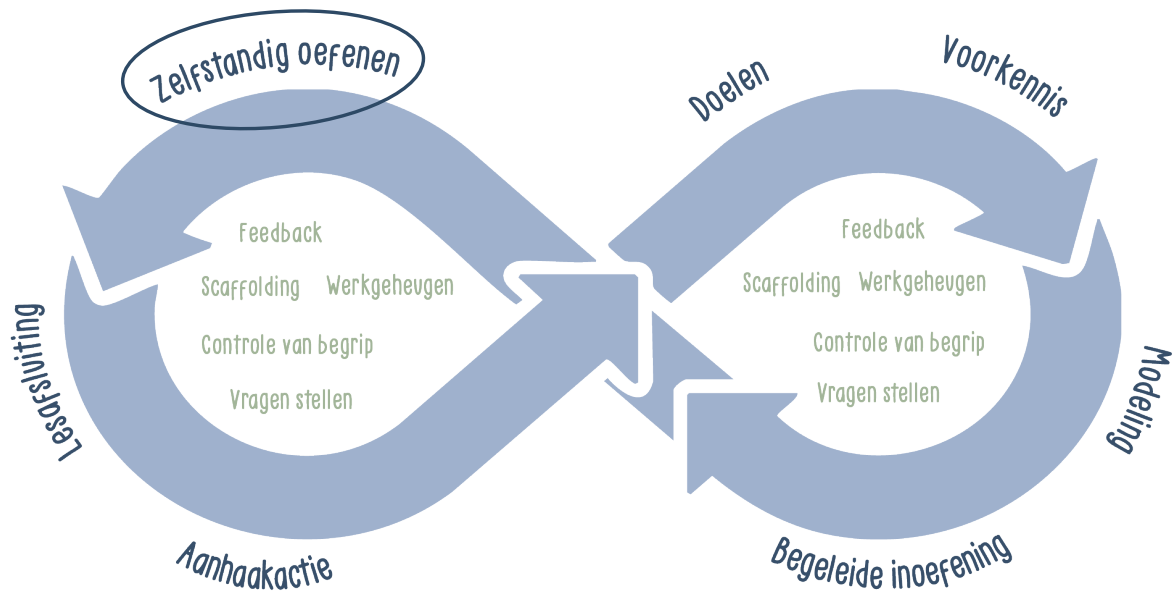 Zelfstandig oefenen
Feedback
Scaffolding Werkgeheugen
Controle van begrip
Vragen stellen
Lesafsluiting
Aanhaakactie
Doelen
Voorkennis
Feedback
Scaffolding Werkgeheugen
Controle van begrip
Vragen stellen
Modeling
Begeleide inoefening